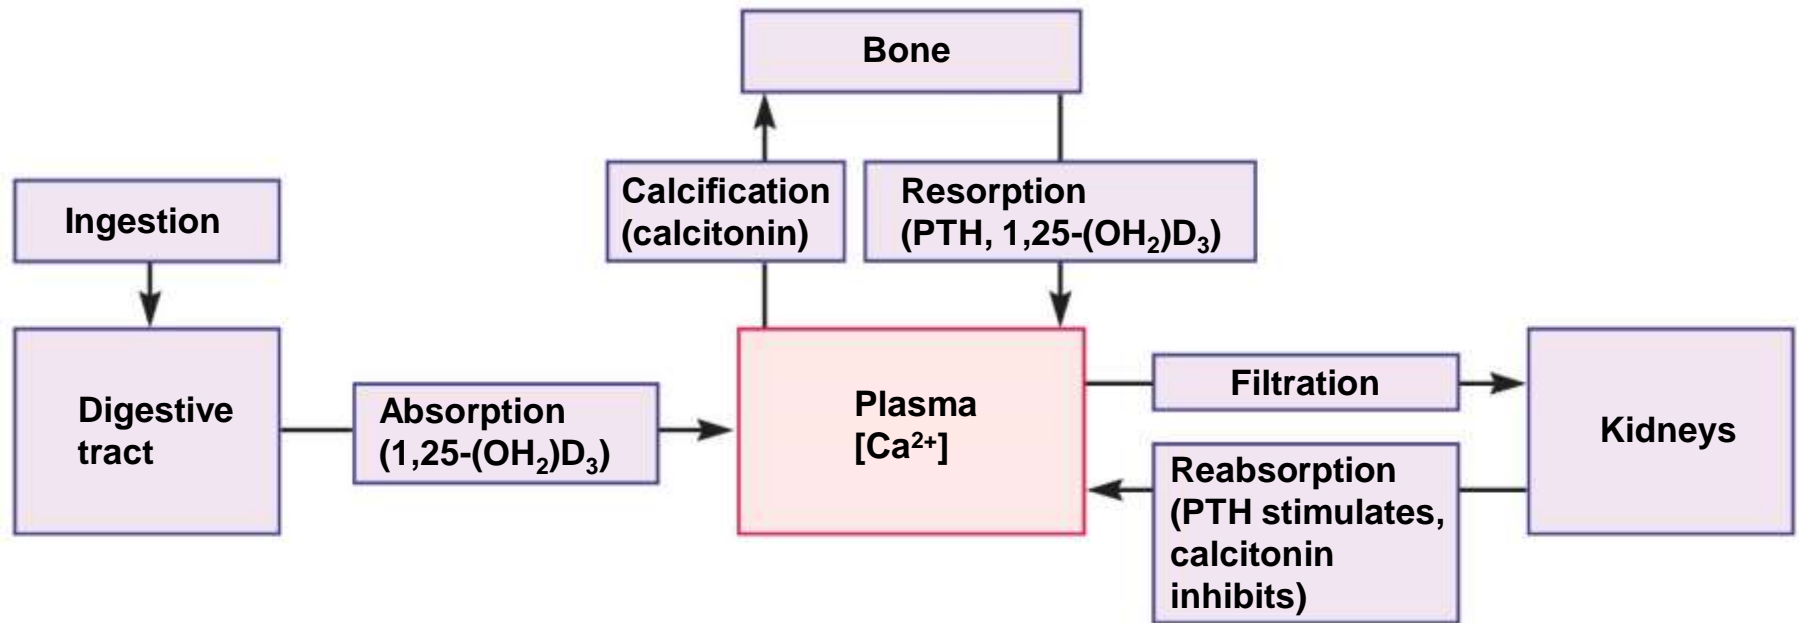 Bone
Ingestion
Calcification
(calcitonin)
Resorption
(PTH, 1,25-(OH₂)D₃)
Digestive
tract
Absorption
(1,25-(OH₂)D₃)
Plasma
[Ca²⁺]
Filtration
Kidneys
Reabsorption
(PTH stimulates,
calcitonin
inhibits)